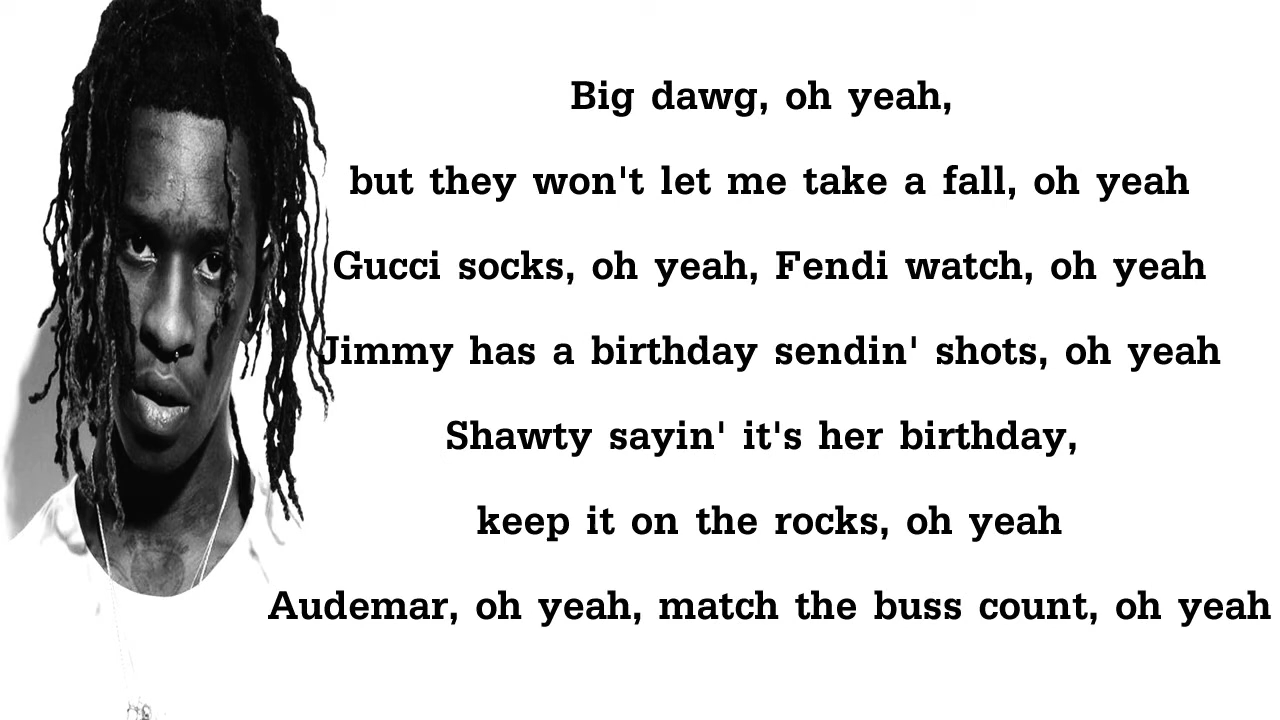 Big dawg, oh yeah,
but they won't let me take a fall, oh yeah
Gucci socks, oh yeah, Fendi watch, oh yeah
Jimmy has a birthday sendin' shots, oh yeah
Shawty sayin' it's her birthday,
keep it on the rocks, oh yeah
Audemar, oh yeah, match the buss count, oh yeah